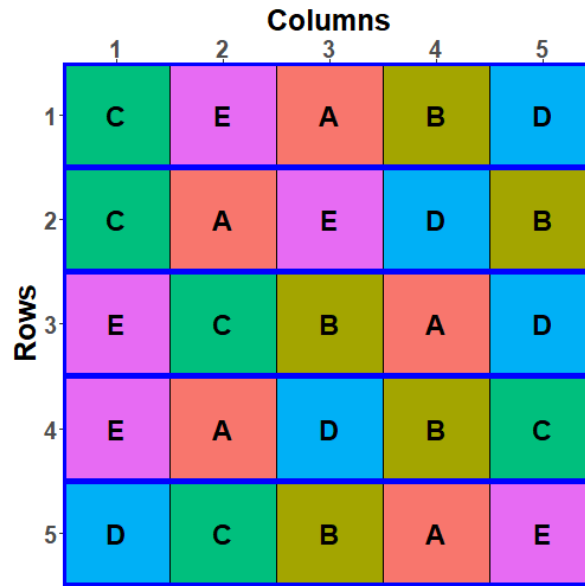 Columns
1 2 3 4 5
Rows
1 C E A B D
2 C A E D B
3 E C B A D
4 E A D B C
5 D C B A E